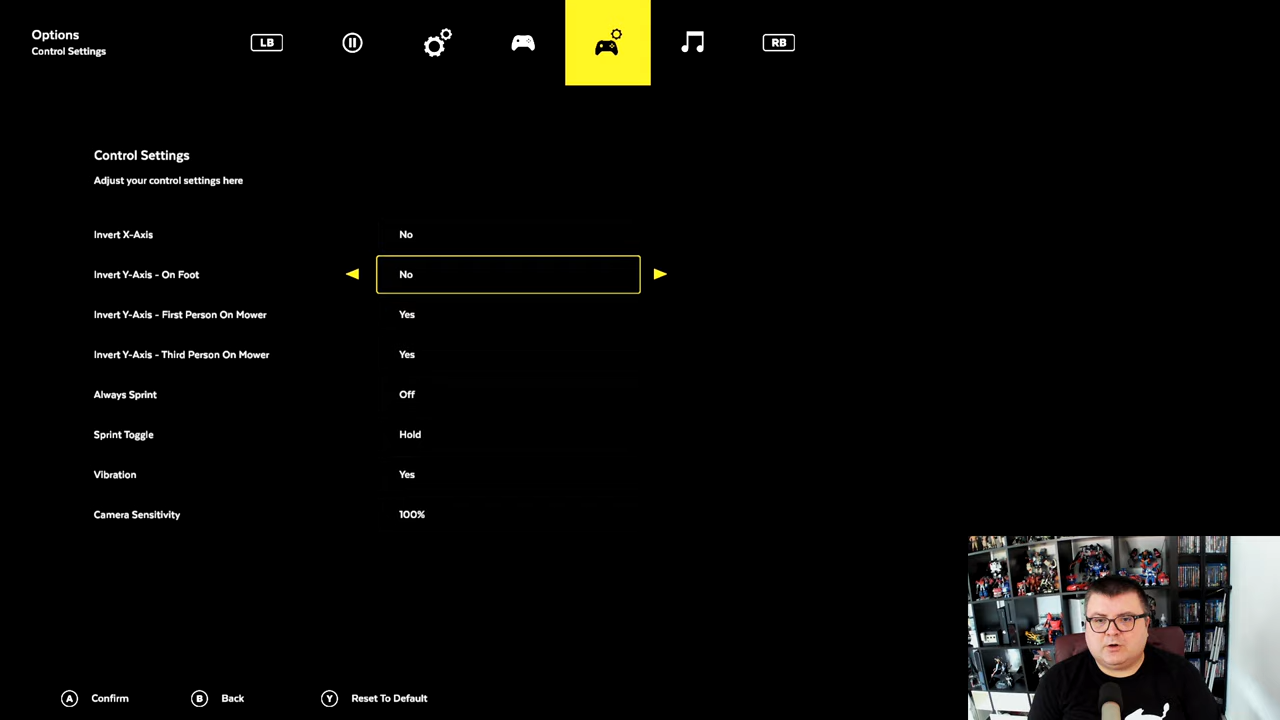 Options
Control Settings
LB
RB
Control Settings
Adjust your control settings here
Invert X-Axis No
Invert Y-Axis - On Foot No
Invert Y-Axis - First Person On Mower Yes
Invert Y-Axis - Third Person On Mower Yes
Always Sprint Off
Sprint Toggle Hold
Vibration Yes
Camera Sensitivity 100%
A Confirm B Back Y Reset To Default